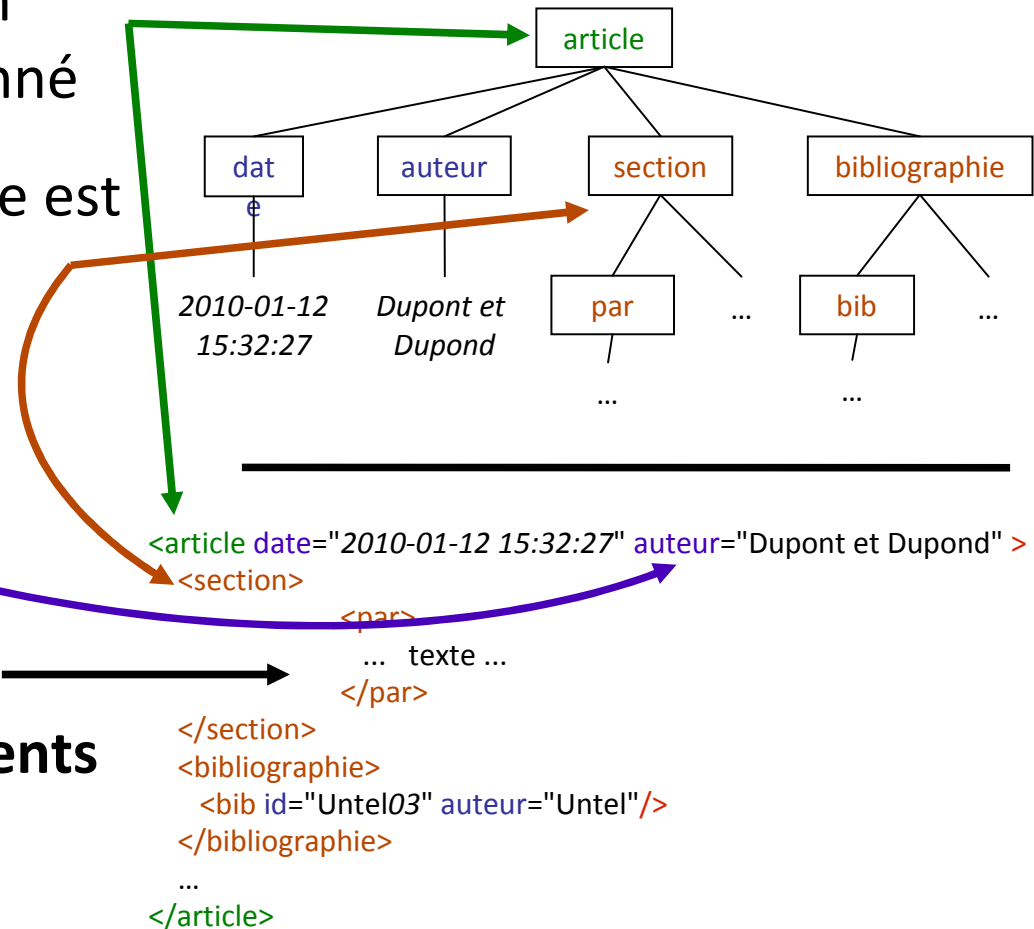 article
nné
dat
e
auteur
section
bibliographie
e est
2010-01-12
15:32:27
Dupont et
Dupond
par
...
bib
...
...
...
<article date="2010-01-12 15:32:27" auteur="Dupont et Dupond" >
<section>
<par>
... texte ...
</par>
</section>
ents
<bibliographie>
<bib id="Untel03" auteur="Untel"/>
</bibliographie>
...
</article>